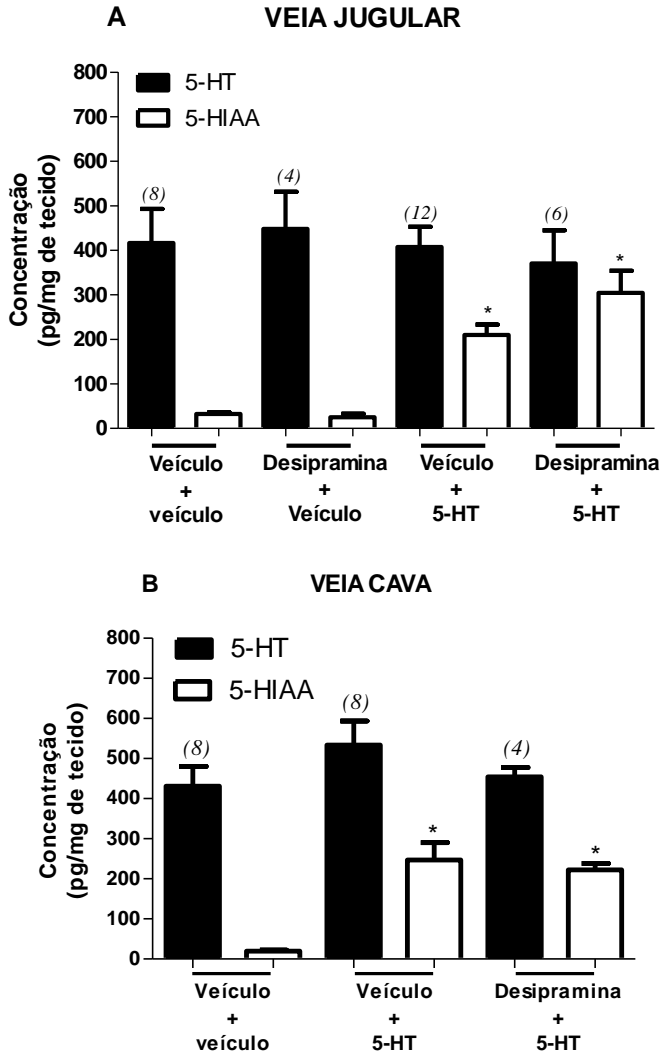 A VEIA JUGULAR
800
5-HT
700
5-HIAA
600
(8) (4) (12) (6)
500
400
300
200
100
0
* *
Concentração
(pg/mg de tecido)
Veículo Desipramina Veículo Desipramina
+ + + +
veículo Veículo 5-HT 5-HT
B VEIA CAVA
800
5-HT
700
5-HIAA
600
(8) (8) (4)
500
400
300
200
100
0
* *
Concentração
(pg/mg de tecido)
Veículo Veículo Desipramina
+ + +
veículo 5-HT 5-HT